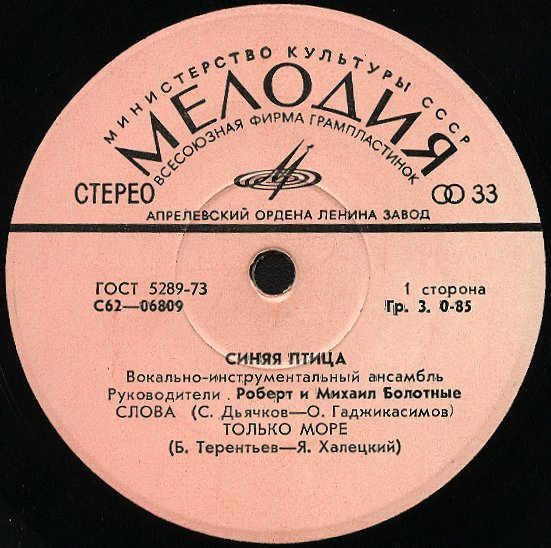 МИНИСТЕРСТВО КУЛЬТУРЫ СССР
МЕЛОДИЯ
ВСЕСОЮЗНАЯ ФИРМА ГРАМПЛАСТИНОК
СТЕРЕО 33
АПРЕЛЕВСКИЙ ОРДЕНА ЛЕНИНА ЗАВОД
ГОСТ 5289-73 1 сторона
С62—06809 Гр. 3. 0-85
СИНЯЯ ПТИЦА
Вокально-инструментальный ансамбль
Руководители . Роберт и Михаил Болотные
СЛОВА (С. Дьячков—О. Гаджикасимов)
ТОЛЬКО МОРЕ
(Б. Терентьев—Я. Халецкий)